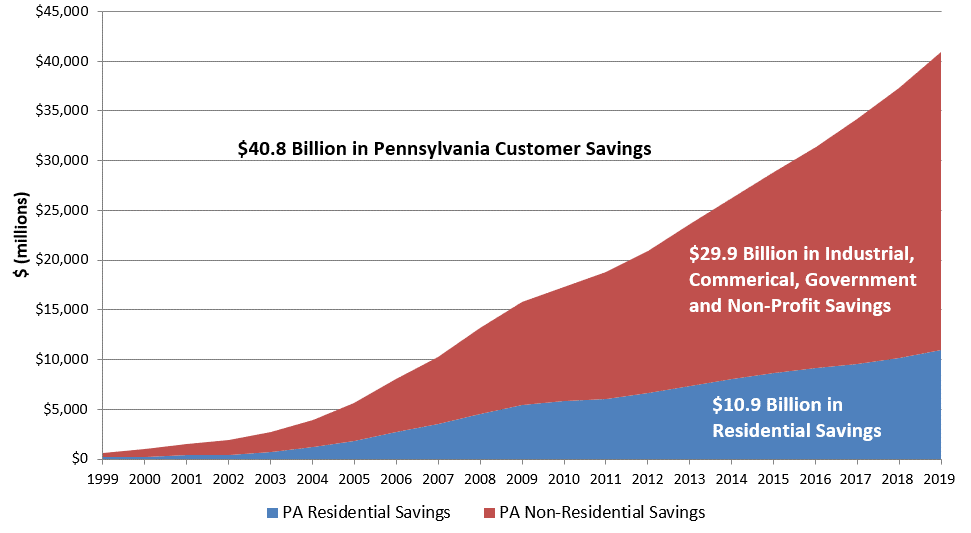 $45,000
$40,000
$35,000
$30,000
$25,000
$20,000
$15,000
$10,000
$5,000
$0
$ (millions)
$40.8 Billion in Pennsylvania Customer Savings
$29.9 Billion in Industrial,
Commerical, Government
and Non-Profit Savings
$10.9 Billion in
Residential Savings
1999 2000 2001 2002 2003 2004 2005 2006 2007 2008 2009 2010 2011 2012 2013 2014 2015 2016 2017 2018 2019
PA Residential Savings PA Non-Residential Savings